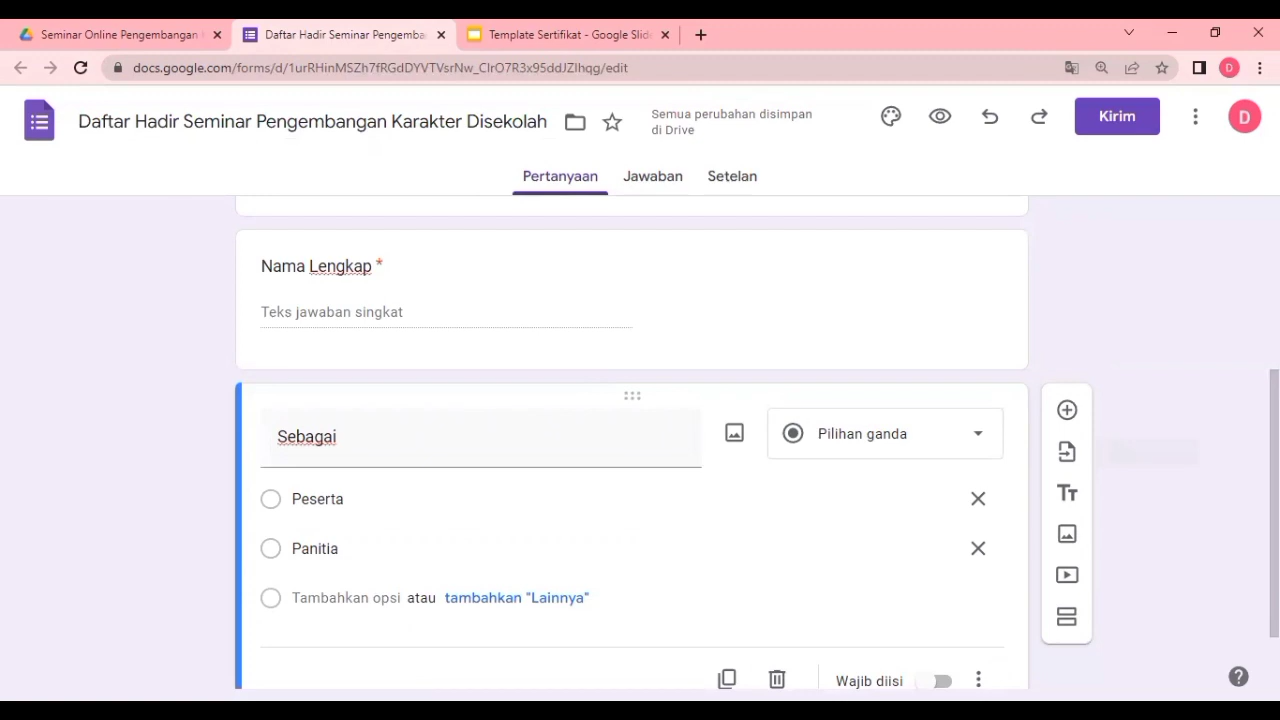 Seminar Online Pengembangan
Daftar Hadir Seminar Pengemba
Template Sertifikat - Google Slide
docs.google.com/forms/d/1urRHinMSZh7fRGdDYVTVsrNw_CIrO7R3x95ddJZIhqg/edit
D
Daftar Hadir Seminar Pengembangan Karakter Disekolah
Semua perubahan disimpan
di Drive
Kirim
D
Pertanyaan
Jawaban
Setelan
Nama Lengkap *
Teks jawaban singkat
Sebagai
Pilihan ganda
Peserta
Panitia
Tambahkan opsi atau tambahkan "Lainnya"
Wajib diisi